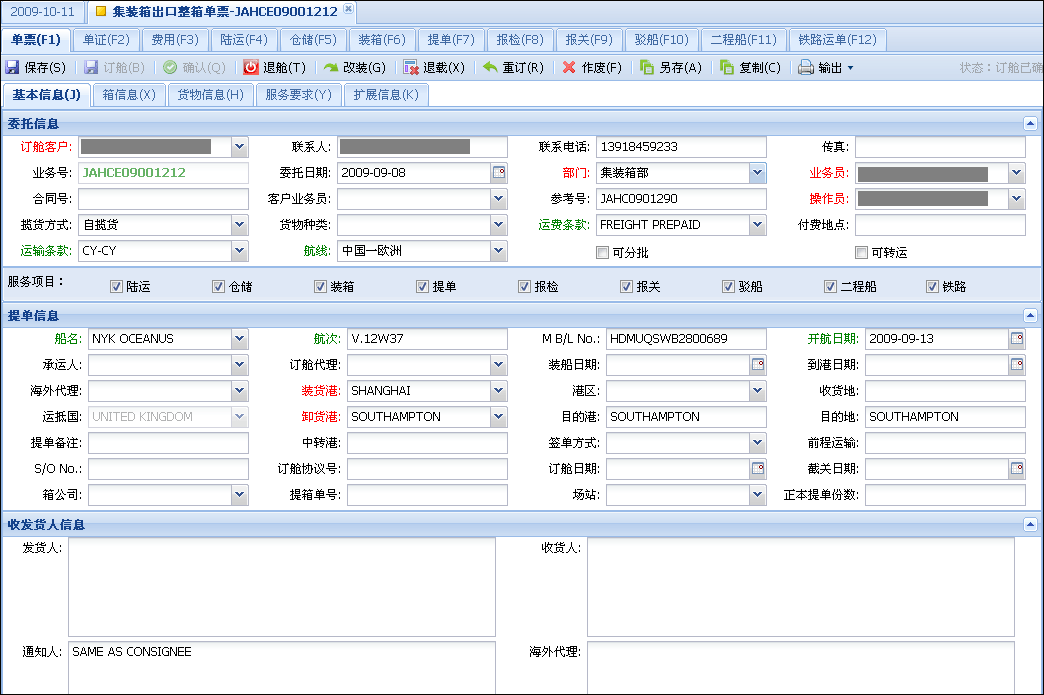 2009-10-11 集装箱出口整箱单票-JAHCE09001212
单票(F1) 单证(F2) 费用(F3) 陆运(F4) 仓储(F5) 装箱(F6) 提单(F7) 报检(F8) 报关(F9) 驳船(F10) 二程船(F11) 铁路运单(F12)
保存(S) 订舱(B) 确认(Q) 退舱(T) 改装(G) 退载(X) 重订(R) 作废(F) 另存(A) 复制(C) 输出 状态：订舱已确
基本信息(J) 箱信息(X) 货物信息(H) 服务要求(Y) 扩展信息(K)
委托信息
订舱客户: 联系人: 联系电话: 13918459233 传真:
业务号: JAHCE09001212 委托日期: 2009-09-08 部门: 集装箱部 业务员:
合同号: 客户业务员: 参考号: JAHC0901290 操作员:
揽货方式: 自揽货 货物种类: 运费条款: FREIGHT PREPAID 付费地点:
运输条款: CY-CY 航线: 中国—欧洲 可分批 可转运
服务项目： 陆运 仓储 装箱 提单 报检 报关 驳船 二程船 铁路
提单信息
船名: NYK OCEANUS 航次: V.12W37 M B/L No.: HDMUQSWB2800689 开航日期: 2009-09-13
承运人: 订舱代理: 装船日期: 到港日期:
海外代理: 装货港: SHANGHAI 港区: 收货地:
运抵国: UNITED KINGDOM 卸货港: SOUTHAMPTON 目的港: SOUTHAMPTON 目的地: SOUTHAMPTON
提单备注: 中转港: 签单方式: 前程运输:
S/O No.: 订舱协议号: 订舱日期: 截关日期:
箱公司: 提箱单号: 场站: 正本提单份数:
收发货人信息
发货人: 收货人:
通知人: SAME AS CONSIGNEE 海外代理: